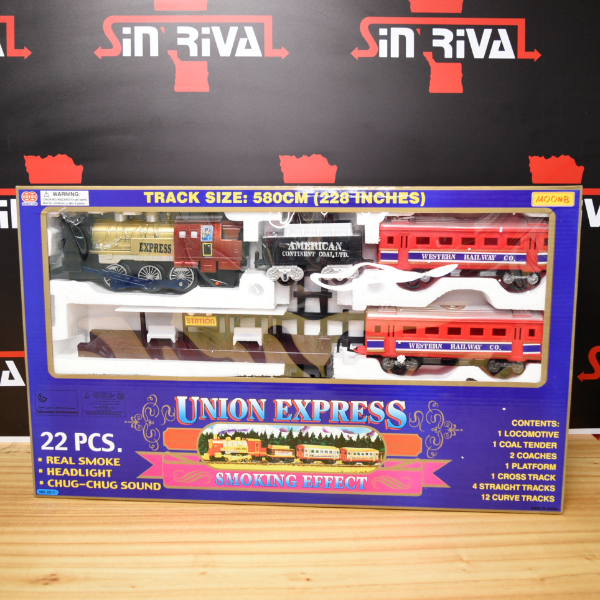 SiN RIVAL
SiN RIVAL
WARNING:
TRACK SIZE: 580CM (228 INCHES)
MOONB
EXPRESS
AMERICAN
CONTINENT COAL, LTD.
WESTERN RAILWAY CO.
STATION
WESTERN RAILWAY CO.
UNION EXPRESS
SMOKING EFFECT
22 PCS.
• REAL SMOKE
• HEADLIGHT
• CHUG-CHUG SOUND
CONTENTS:
1 LOCOMOTIVE
1 COAL TENDER
2 COACHES
1 PLATFORM
1 CROSS TRACK
4 STRAIGHT TRACKS
12 CURVE TRACKS